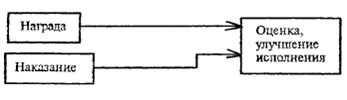 Награда
Наказание
Оценка,
улучшение
исполнения